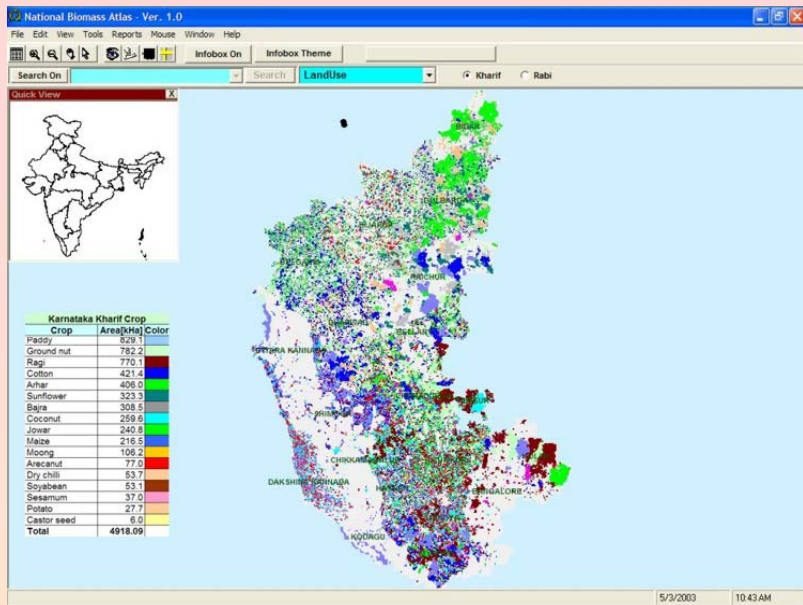 National Biomass Atlas - Ver. 1.0
File Edit View Tools Reports Mouse Window Help
Infobox On Infobox Theme
Search On Search LandUse Kharif Rabi
Quick View X
BIDAR
GULBARGA
BIJAPUR
RAICHUR
UTTARA KANNADA
DAKSHINA KANNADA
BANGALORE
KODAGU
Karnataka Kharif Crop
Crop Area[kHa] Color
Paddy 829.1
Ground nut 782.2
Ragi 770.1
Cotton 421.4
Arhar 406.0
Sunflower 323.3
Bajra 308.5
Coconut 259.6
Jowar 240.8
Maize 216.5
Moong 106.2
Arecanut 77.0
Dry chilli 53.7
Soyabean 53.1
Sesamum 37.0
Potato 27.7
Castor seed 6.0
Total 4918.09
5/3/2003 10:43 AM